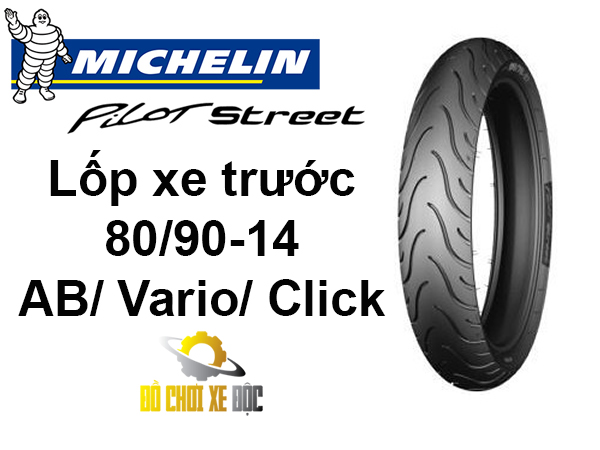 MICHELIN
PiLOT Street
Lốp xe trước
80/90-14
AB/ Vario/ Click
ĐỒ CHƠI XE ĐỘC